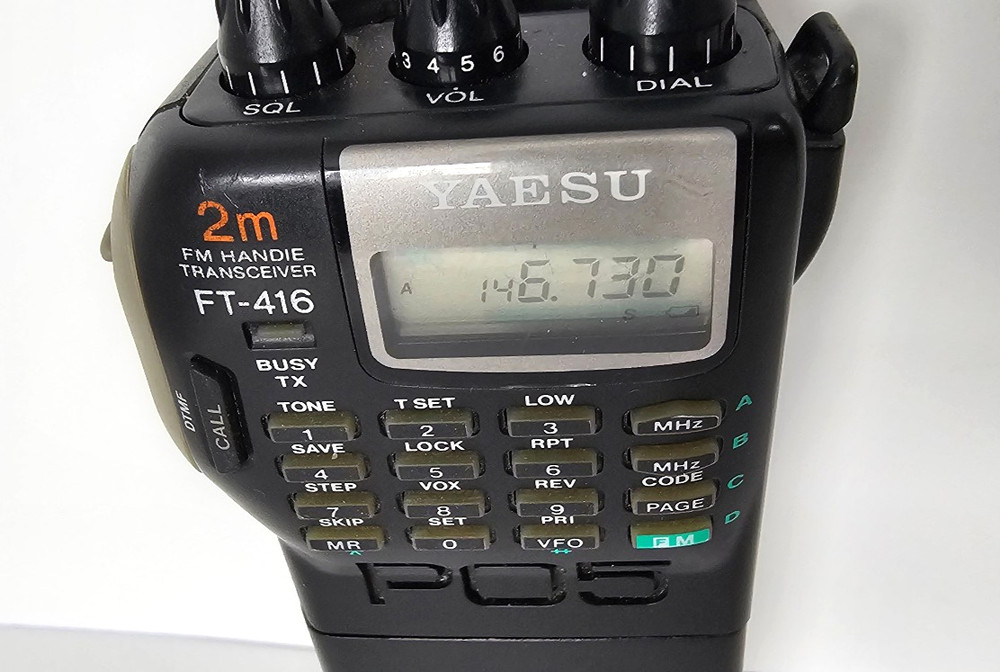 3 4 5 6
SQL VOL DIAL
YAESU
2m
FM HANDIE
TRANSCEIVER
FT-416
A 146.730
S
BUSY
TX
DTMF
CALL
TONE T SET LOW A
1 2 3 MHz
SAVE LOCK RPT B
4 5 6 MHz
STEP VOX REV CODE C
7 8 9 PAGE
SKIP SET PRI D
MR 0 VFO F M
* #
P05